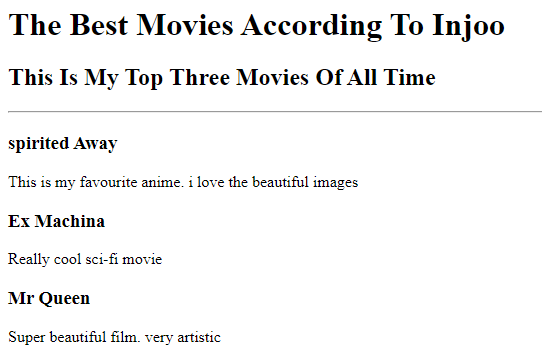 The Best Movies According To Injoo
This Is My Top Three Movies Of All Time
spirited Away
This is my favourite anime. i love the beautiful images
Ex Machina
Really cool sci-fi movie
Mr Queen
Super beautiful film. very artistic